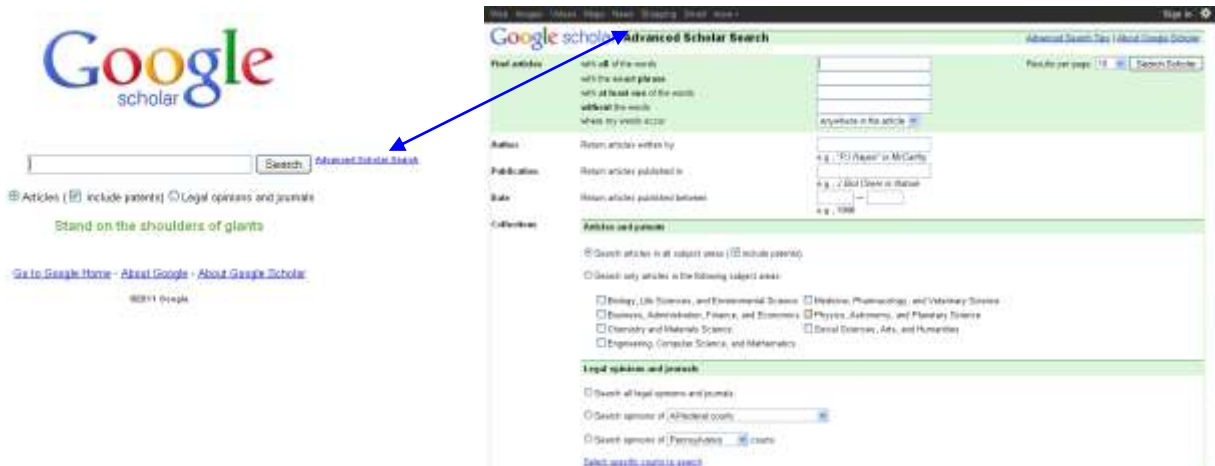 Google
scholar
Search Advanced Scholar Search
Articles ( include patents) Legal opinions and journals
Stand on the shoulders of giants
Go to Google Home - About Google - About Google Scholar
©2011 Google
Web Images Videos Maps News Shopping Gmail more
Sign in
Google scholar Advanced Scholar Search
Advanced Search Tips | About Google Scholar
Find articles
with all of the words
Results per page 10 Search Scholar
with the exact phrase
with at least one of the words
without the words
where my words occur
anywhere in the article
Author Return articles written by
e.g., "PJ Hayes" or McCarthy
Publication Return articles published in
e.g., J Biol Chem or Nature
Date Return articles published between —
e.g., 1996
Collections Articles and patents
Search articles in all subject areas ( include patents).
Search only articles in the following subject areas:
Biology, Life Sciences, and Environmental Science Medicine, Pharmacology, and Veterinary Science
Business, Administration, Finance, and Economics Physics, Astronomy, and Planetary Science
Chemistry and Materials Science Social Sciences, Arts, and Humanities
Engineering, Computer Science, and Mathematics
Legal opinions and journals
Search all legal opinions and journals.
Search opinions of All federal courts
Search opinions of Pennsylvania courts
Select specific courts to search